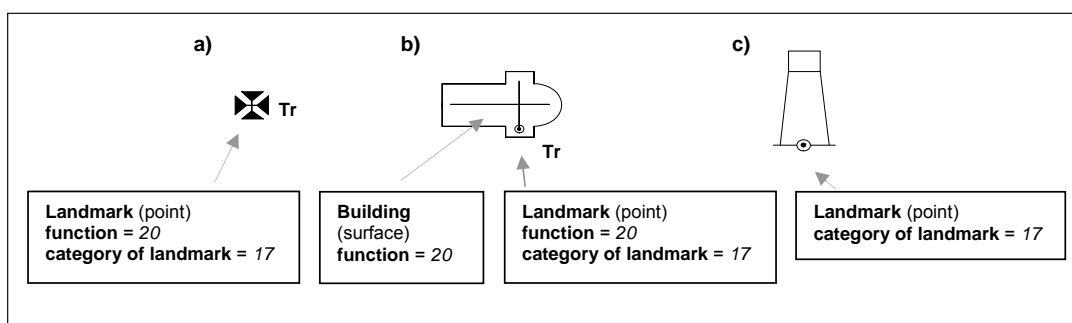 a)
b)
c)
Tr
Tr
Landmark (point)
function = 20
category of landmark = 17
Building
(surface)
function = 20
Landmark (point)
function = 20
category of landmark = 17
Landmark (point)
category of landmark = 17